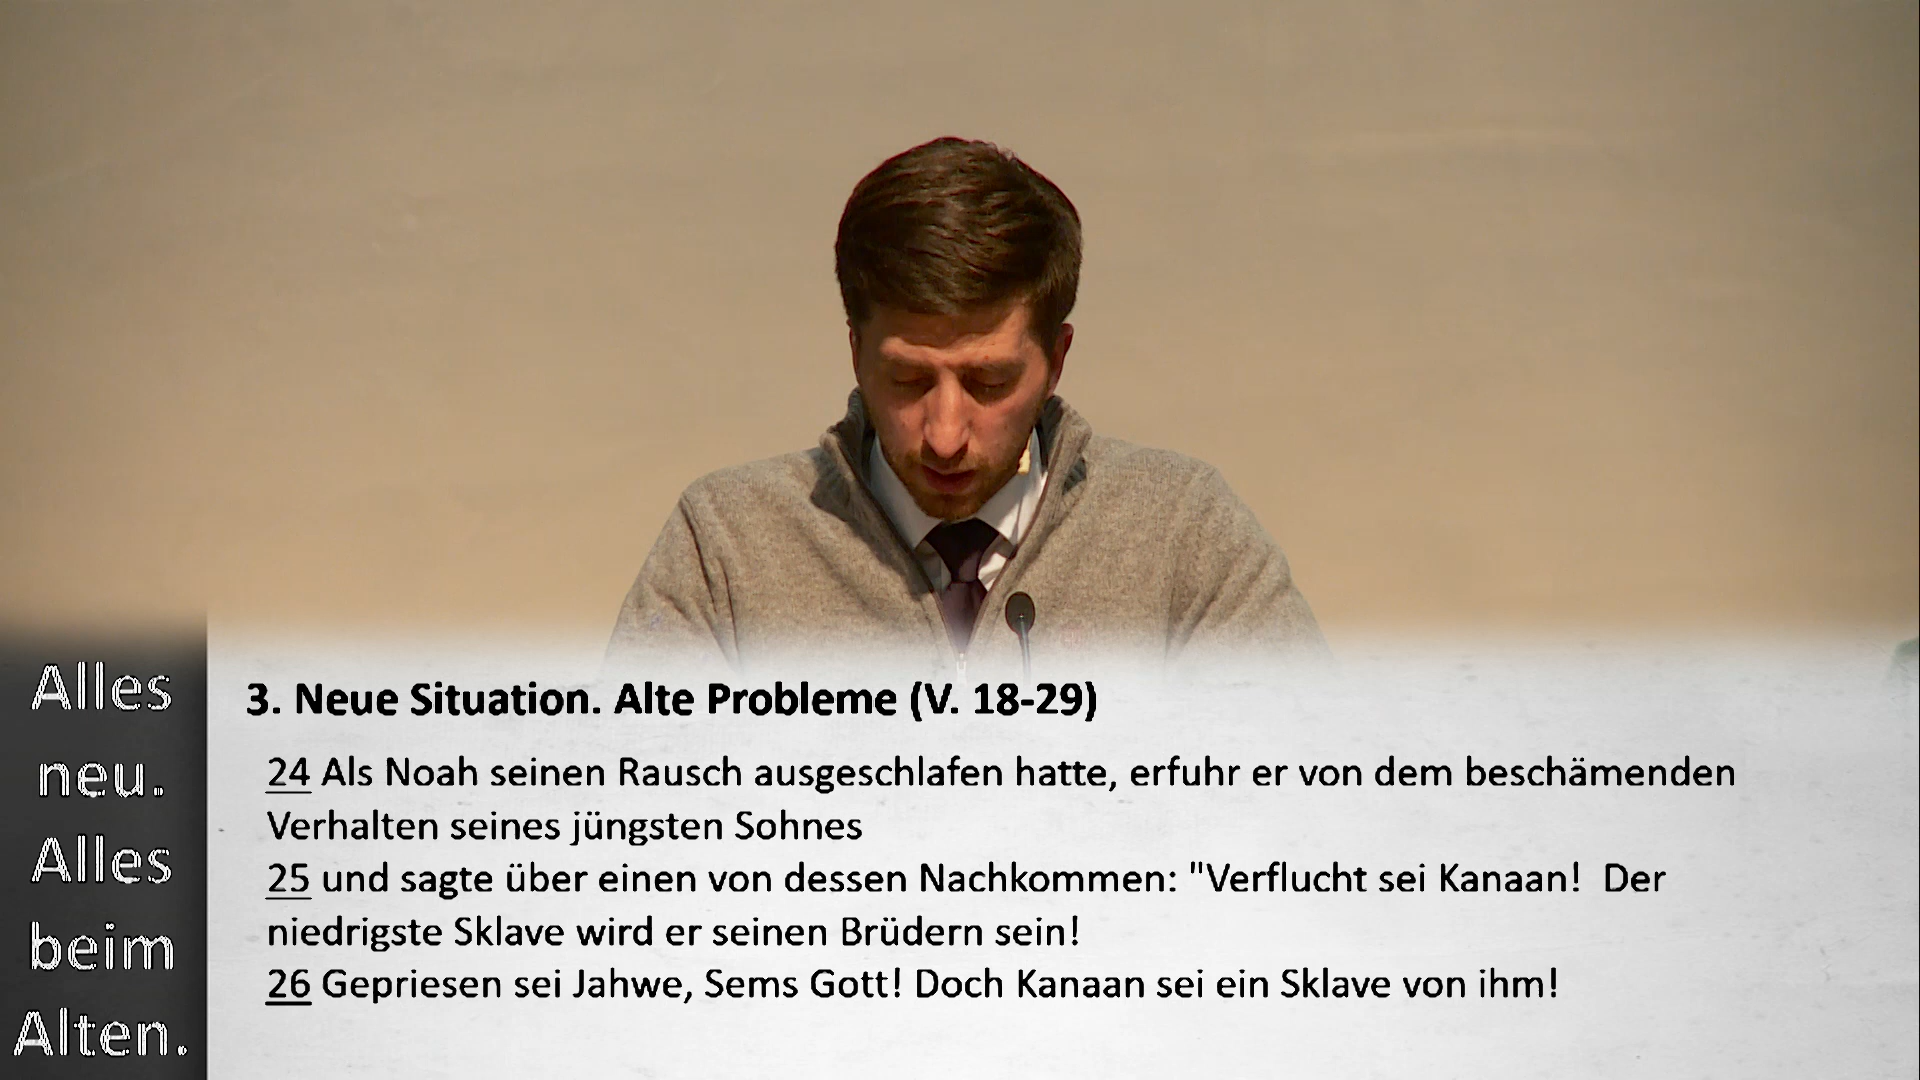 Alles
neu.
Alles
beim
Alten.
3. Neue Situation. Alte Probleme (V. 18-29)
24 Als Noah seinen Rausch ausgeschlafen hatte, erfuhr er von dem beschämenden
Verhalten seines jüngsten Sohnes
25 und sagte über einen von dessen Nachkommen: "Verflucht sei Kanaan!  Der
niedrigste Sklave wird er seinen Brüdern sein!
26 Gepriesen sei Jahwe, Sems Gott! Doch Kanaan sei ein Sklave von ihm!